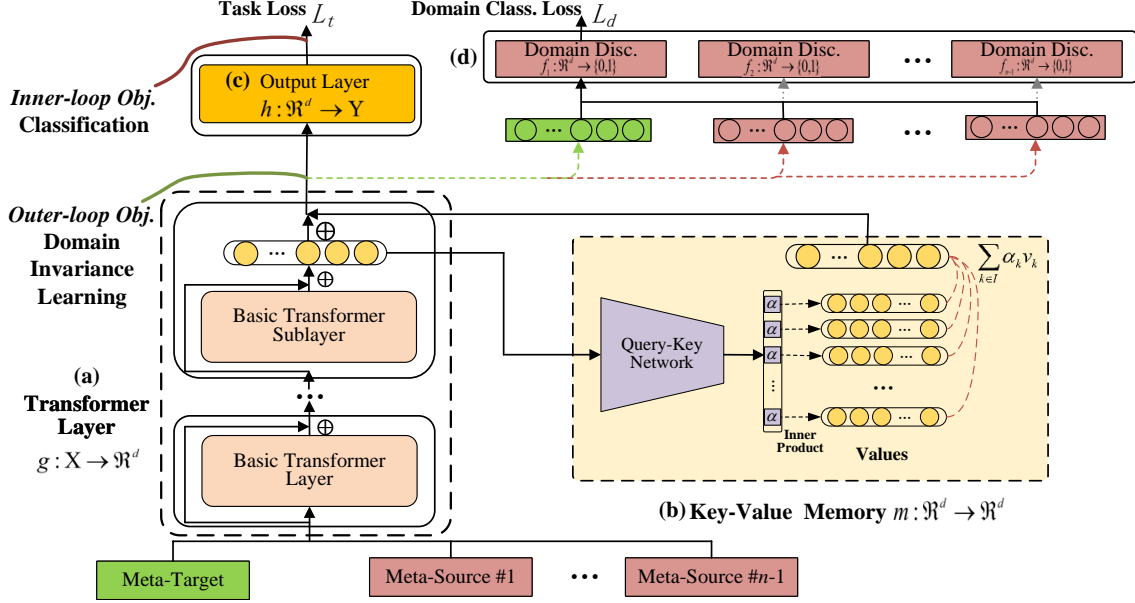 Task Loss L_t
Domain Class. Loss L_d
(c) Output Layer
h : ℜ^d → Y
(d)
Domain Disc.
f_1 : ℜ^d → {0,1}
Domain Disc.
f_2 : ℜ^d → {0,1}
...
Domain Disc.
f_{n-1} : ℜ^d → {0,1}
Inner-loop Obj.
Classification
...
...
...
...
Outer-loop Obj.
Domain
Invariance
Learning
⊕
...
⊕
Basic Transformer
Sublayer
...
⊕
Basic Transformer
Layer
(a)
Transformer
Layer
g : X → ℜ^d
...
∑ α_k v_k
k∈I
Query-Key
Network
α
α
α
⋮
α
...
...
...
...
...
Inner
Product
Values
(b) Key-Value Memory m : ℜ^d → ℜ^d
Meta-Target
Meta-Source #1
...
Meta-Source #n-1